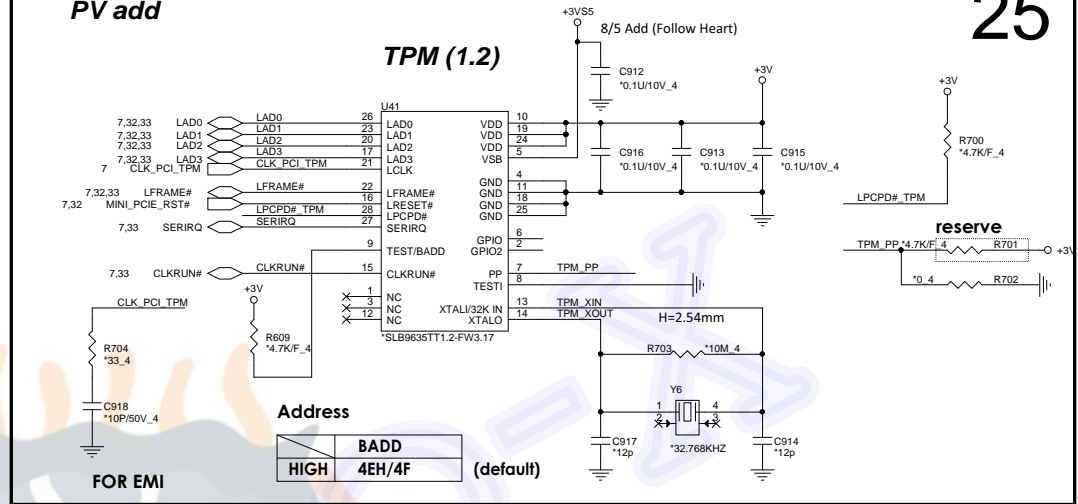 PV add
25
TPM (1.2)
+3VS5
8/5 Add (Follow Heart)
C912
*0.1U/10V_4
+3V
+3V
U41
7,32,33 LAD0 LAD0 26 LAD0 VDD 10
7,32,33 LAD1 LAD1 23 LAD1 VDD 19
7,32,33 LAD2 LAD2 20 LAD2 VDD 24
7,32,33 LAD3 LAD3 17 LAD3 VSB 5
7 CLK_PCI_TPM CLK_PCI_TPM 21 LCLK
GND 4
7,32,33 LFRAME# LFRAME# 22 LFRAME# GND 11
7,32 MINI_PCIE_RST# 16 LRESET# GND 18
LPCPD#_TPM 28 LPCPD# GND 25
7,33 SERIRQ SERIRQ 27 SERIRQ
GPIO 6
9 TEST/BADD GPIO2 2
7,33 CLKRUN# CLKRUN# 15 CLKRUN# PP 7 TPM_PP
TESTI 8
1 NC
3 NC XTALI/32K IN 13 TPM_XIN
12 NC XTALO 14 TPM_XOUT
*SLB9635TT1.2-FW3.17
C916
*0.1U/10V_4
C913
*0.1U/10V_4
C915
*0.1U/10V_4
R700
*4.7K/F_4
LPCPD#_TPM
reserve
TPM_PP *4.7K/F_4 R701 +3V
*0_4 R702
CLK_PCI_TPM
R704
*33_4
C918
*10P/50V_4
FOR EMI
+3V
R609
*4.7K/F_4
H=2.54mm
R703 *10M_4
Y6
1 4
2 3
*32.768KHZ
C917
*12p
C914
*12p
Address
BADD
HIGH 4EH/4F (default)